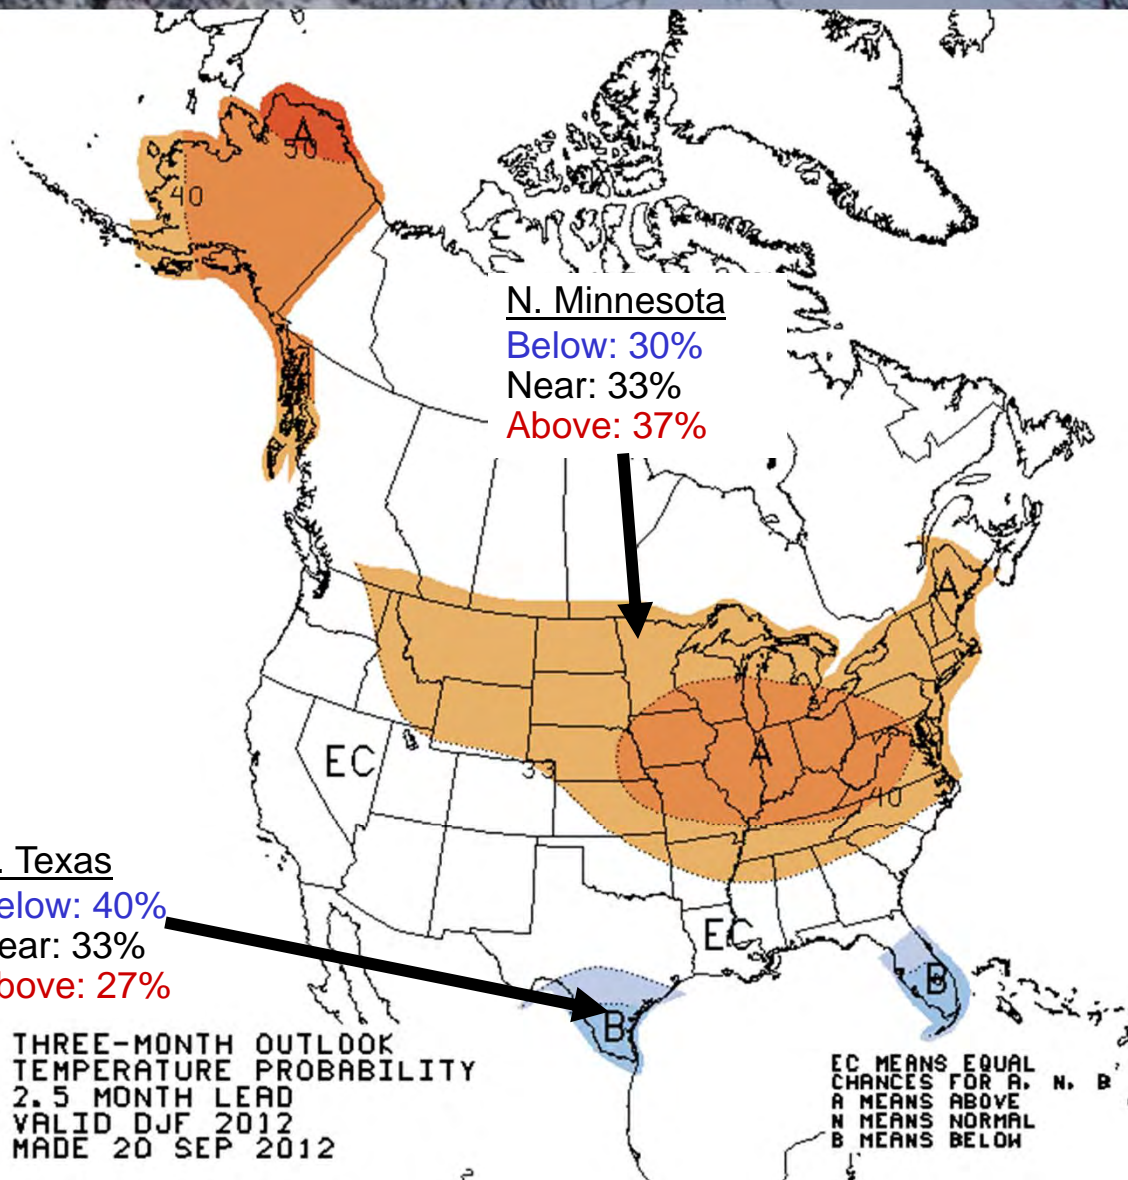 A
50
40
N. Minnesota
Below: 30%
Near: 33%
Above: 37%
A
EC
33
A
40
. Texas
elow: 40%
ear: 33%
bove: 27%
EC
B
B
THREE-MONTH OUTLOOK
TEMPERATURE PROBABILITY
2.5 MONTH LEAD
VALID DJF 2012
MADE 20 SEP 2012
EC MEANS EQUAL
CHANCES FOR A, N, B
A MEANS ABOVE
N MEANS NORMAL
B MEANS BELOW